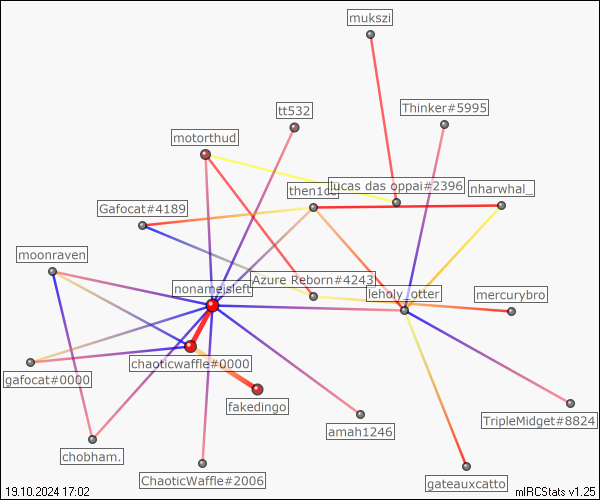 mukszi
Thinker#5995
tt532
motorthud
lucas das oppai#2396
nharwhal_
Gafocat#4189
moonraven
Azure Reborn#4243
nonameisleft
leholy_otter
mercurybro
chaoticwaffle#0000
gafocat#0000
fakedingo
amah1246
TripleMidget#8824
chobham.
ChaoticWaffle#2006
gateauxcatto
19.10.2024 17:02
mIRCStats v1.25